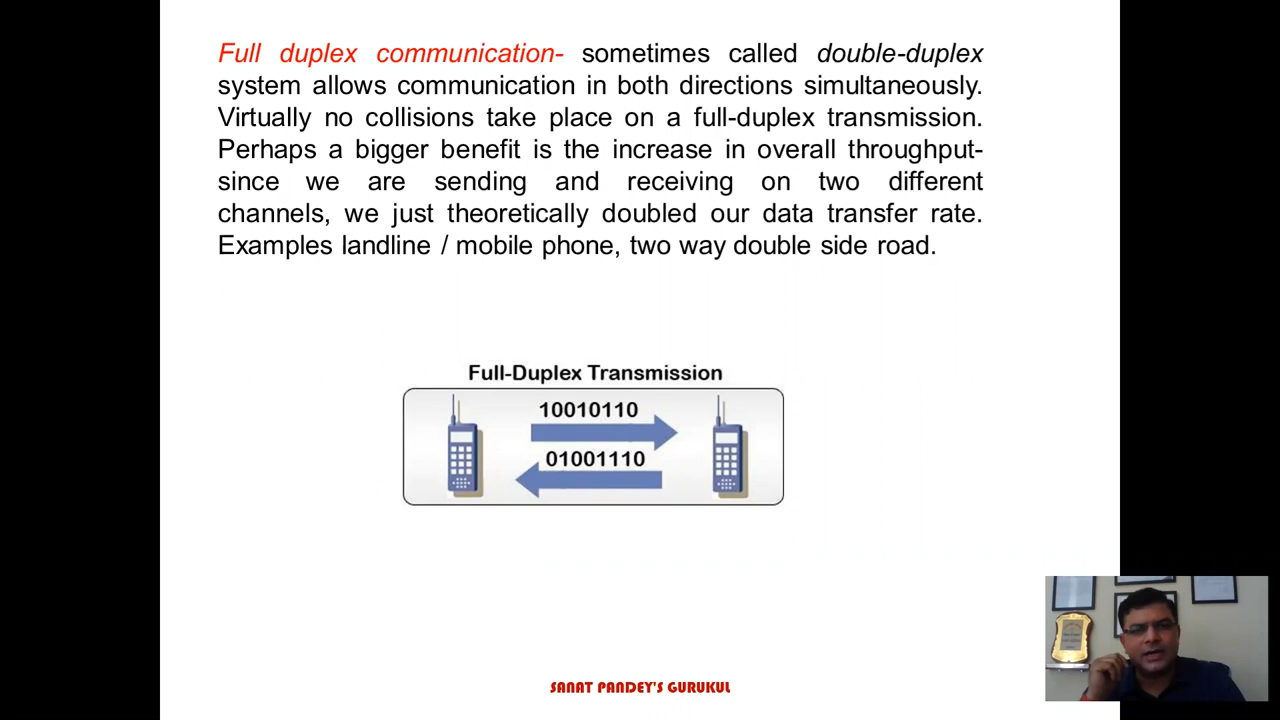 Full duplex communication- sometimes called double-duplex
system allows communication in both directions simultaneously.
Virtually no collisions take place on a full-duplex transmission.
Perhaps a bigger benefit is the increase in overall throughput-
since we are sending and receiving on two different
channels, we just theoretically doubled our data transfer rate.
Examples landline / mobile phone, two way double side road.
Full-Duplex Transmission
10010110
01001110
SANAT PANDEY'S GURUKUL